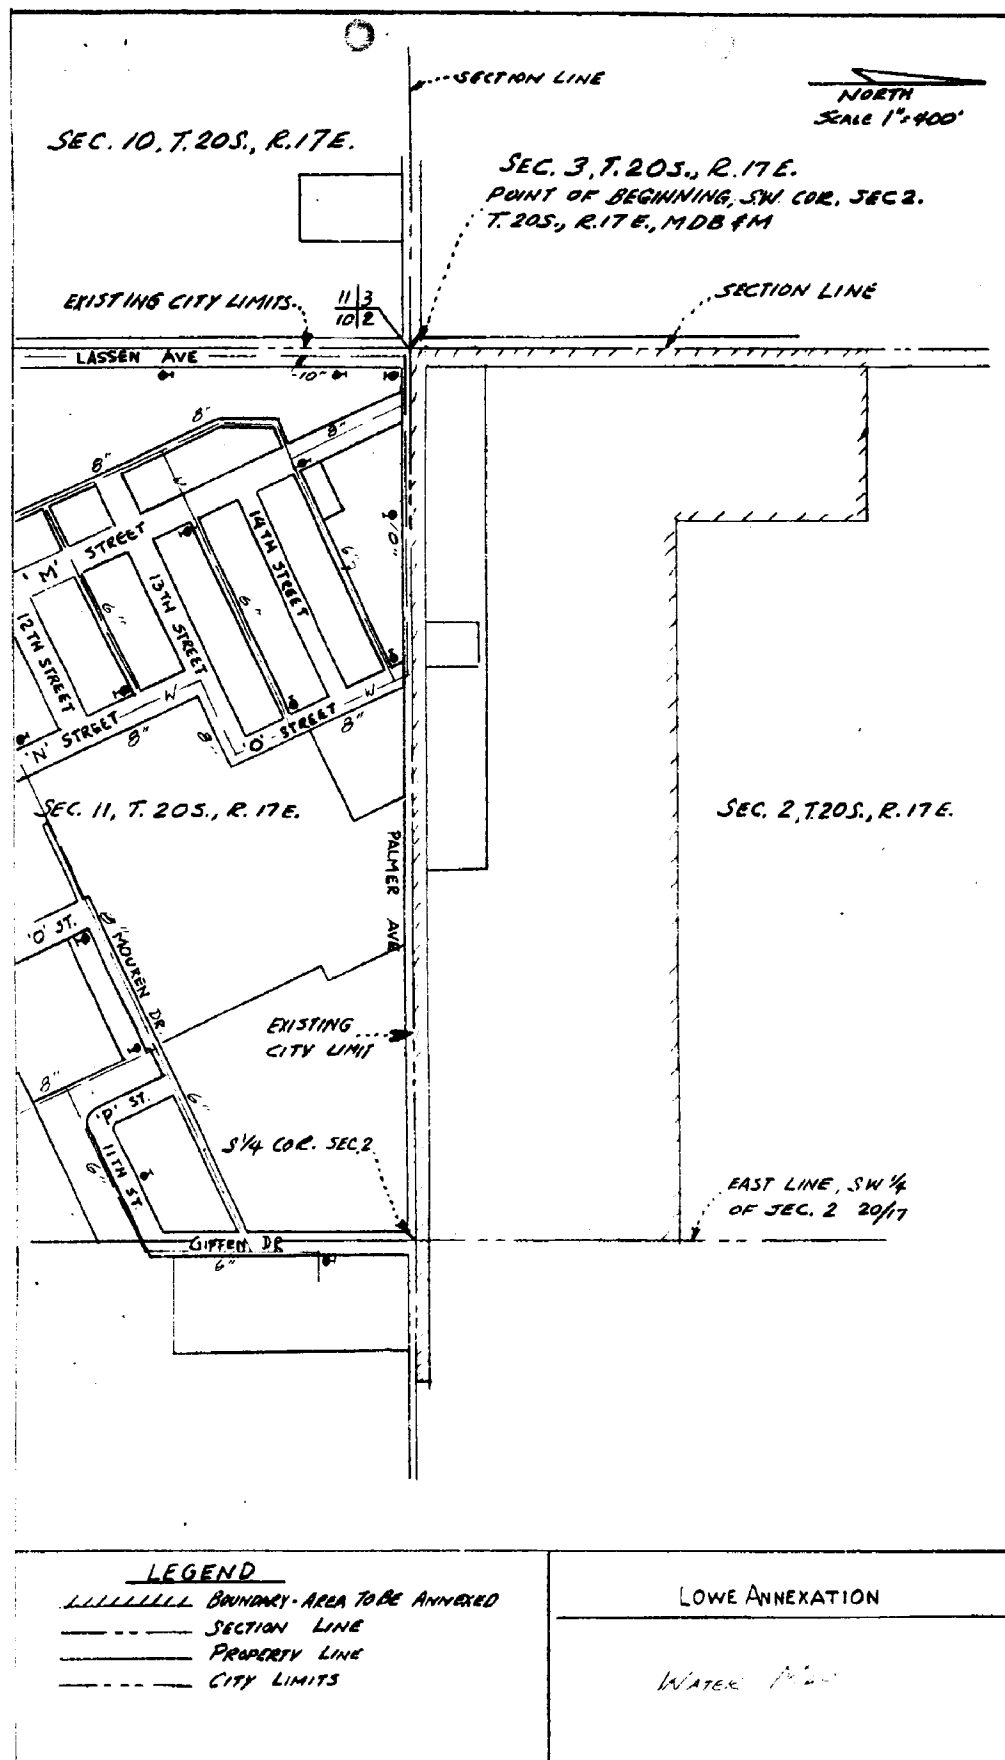 SECTION LINE
NORTH
SCALE 1"=400'
SEC. 10, T. 20S., R. 17E.
SEC. 3, T. 20S., R. 17E.
POINT OF BEGINNING, S.W. COR. SEC 2.
T. 20S., R. 17E., MDB & M
EXISTING CITY LIMITS
11 3
10 2
SECTION LINE
LASSEN AVE
10"
8"
8"
8"
10"
'M' STREET
14TH STREET
6"
13TH STREET
6"
6"
12TH STREET
W
W
'N' STREET
8"
8"
'O' STREET
8"
SEC. 11, T. 20S., R. 17E.
SEC. 2, T.20S., R. 17E.
PALMER AVE
'O' ST.
8"
MOUREN DR.
EXISTING
CITY LIMIT
8"
'P' ST.
6"
11TH ST.
6"
S 1/4 COR. SEC 2
EAST LINE, SW 1/4
OF SEC. 2 20/17
GIFFEN DR
6"
LEGEND
BOUNDARY - AREA TO BE ANNEXED
SECTION LINE
PROPERTY LINE
CITY LIMITS
LOWE ANNEXATION
WATER